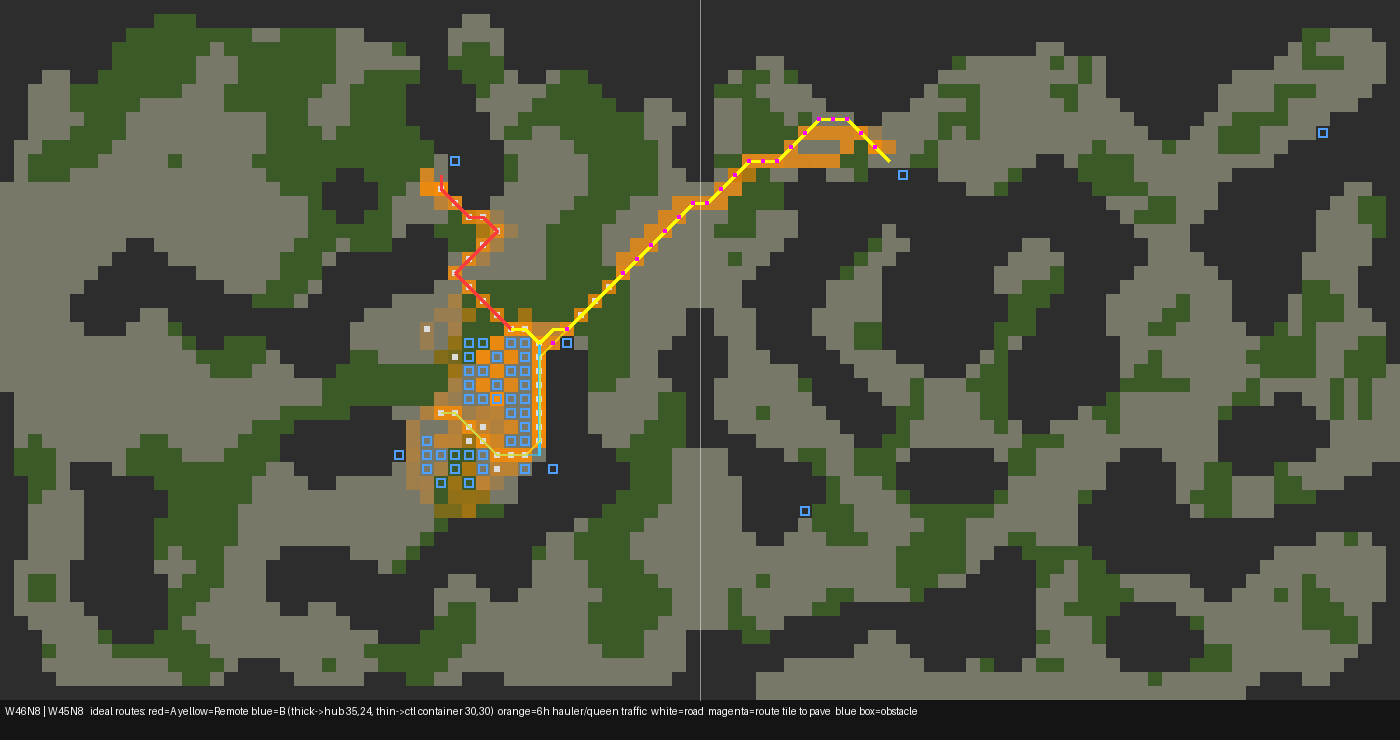 W46N8 | W45N8   ideal routes: red=A yellow=Remote blue=B (thick->hub 35,24, thin->ctl container 30,30)  orange=6h hauler/queen traffic  white=road  magenta=route tile to pave  blue box=obstacle